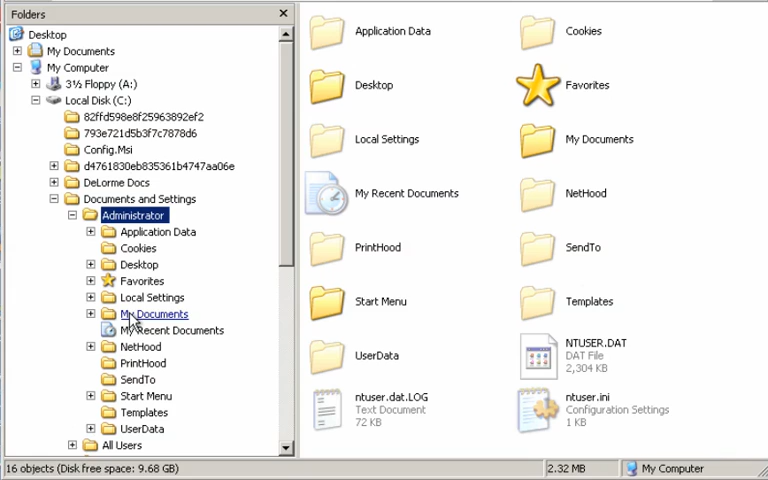 Folders
Desktop
My Documents
My Computer
3½ Floppy (A:)
Local Disk (C:)
82ffd598e8f25963892ef2
793e721d5b3f7c7878d6
Config.Msi
d4761830eb835361b4747aa06e
DeLorme Docs
Documents and Settings
Administrator
Application Data
Cookies
Desktop
Favorites
Local Settings
My Documents
My Recent Documents
NetHood
PrintHood
SendTo
Start Menu
Templates
UserData
All Users
Application Data
Cookies
Desktop
Favorites
Local Settings
My Documents
My Recent Documents
NetHood
PrintHood
SendTo
Start Menu
Templates
UserData
NTUSER.DAT
DAT File
2,304 KB
ntuser.dat.LOG
Text Document
72 KB
ntuser.ini
Configuration Settings
1 KB
16 objects (Disk free space: 9.68 GB)
2.32 MB
My Computer